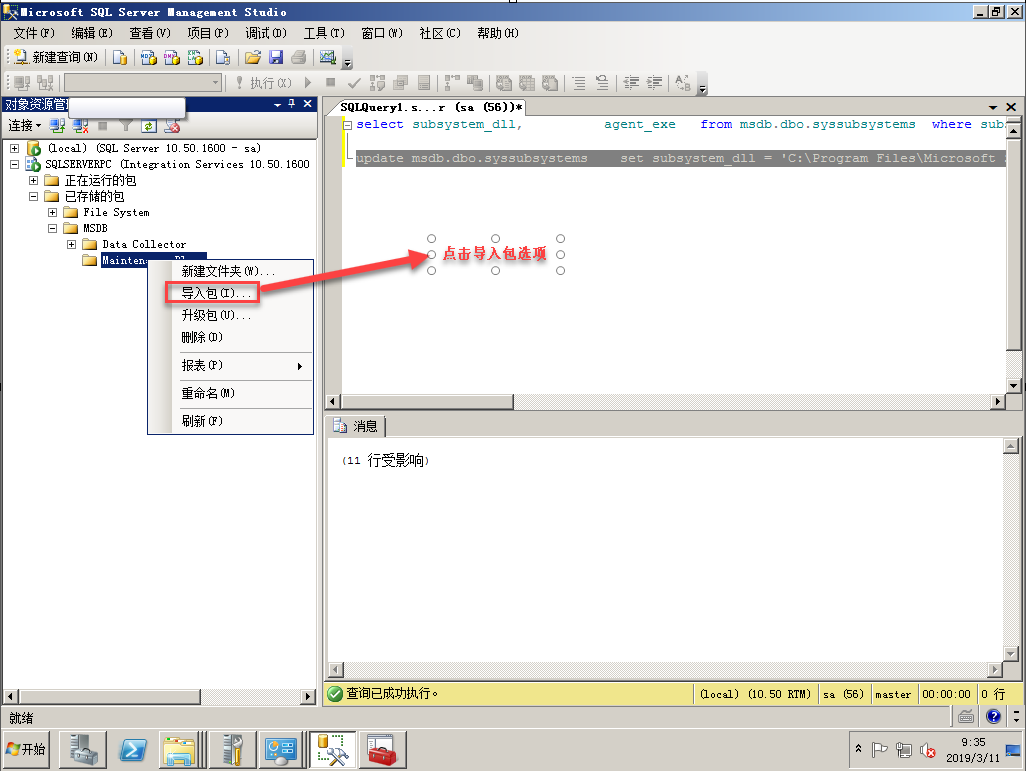 Microsoft SQL Server Management Studio
文件(F) 编辑(E) 查看(V) 项目(P) 调试(D) 工具(T) 窗口(W) 社区(C) 帮助(H)
新建查询(N)
执行(X)
对象资源管
连接
(local) (SQL Server 10.50.1600 - sa)
SQLSERVERPC (Integration Services 10.50.1600
正在运行的包
已存储的包
File System
MSDB
Data Collector
Mainten
新建文件夹(W)...
导入包(I)...
升级包(U)...
删除(D)
报表(P)
重命名(M)
刷新(F)
SQLQuery1.s...r (sa (56))*
select subsystem_dll, agent_exe from msdb.dbo.syssubsystems where sub
update msdb.dbo.syssubsystems set subsystem_dll = 'C:\Program Files\Microsoft
点击导入包选项
消息
(11 行受影响)
查询已成功执行。
(local) (10.50 RTM) sa (56) master 00:00:00 0 行
就绪
开始
9:35
2019/3/11